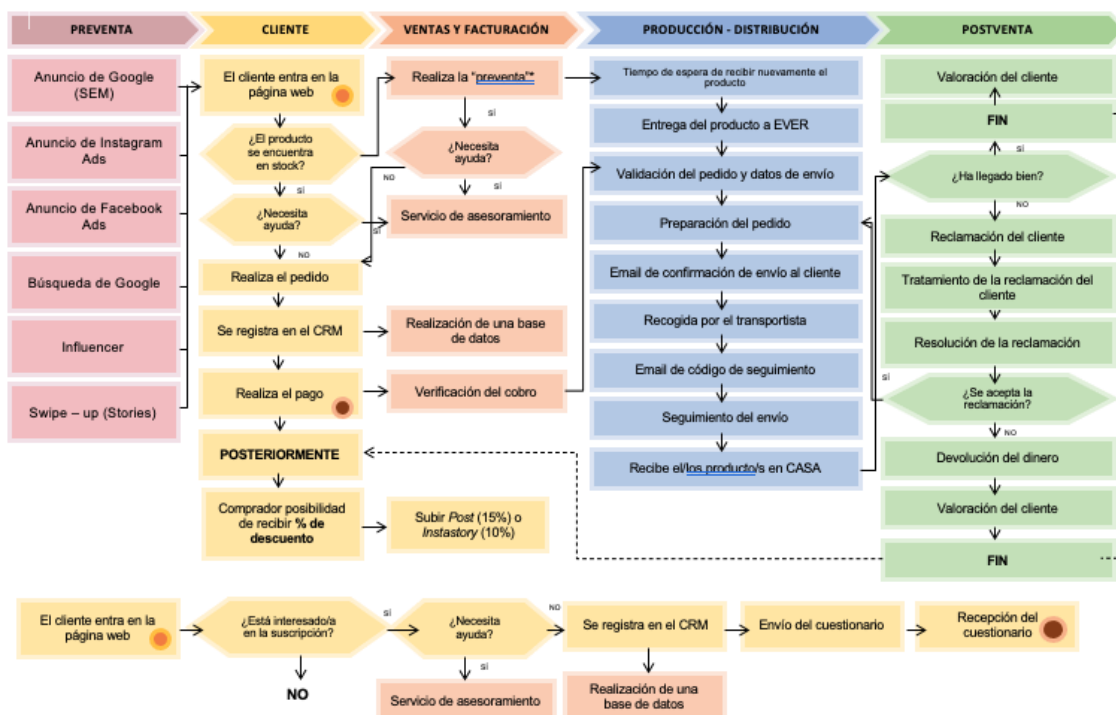 PREVENTA
CLIENTE
VENTAS Y FACTURACIÓN
PRODUCCIÓN - DISTRIBUCIÓN
POSTVENTA
Anuncio de Google
(SEM)
Anuncio de Instagram
Ads
Anuncio de Facebook
Ads
Búsqueda de Google
Influencer
Swipe – up (Stories)
El cliente entra en la
página web
¿El producto
se encuentra
en stock?
SÍ
¿Necesita
ayuda?
SÍ
NO
Realiza el pedido
Se registra en el CRM
Realiza el pago
POSTERIORMENTE
Comprador posibilidad
de recibir % de
descuento
Realiza la "preventa"*
SÍ
¿Necesita
ayuda?
NO
SÍ
Servicio de asesoramiento
Realización de una base
de datos
Verificación del cobro
Subir Post (15%) o
Instastory (10%)
Tiempo de espera de recibir nuevamente el
producto
Entrega del producto a EVER
Validación del pedido y datos de envío
Preparación del pedido
Email de confirmación de envío al cliente
Recogida por el transportista
Email de código de seguimiento
Seguimiento del envío
Recibe el/los producto/s en CASA
Valoración del cliente
FIN
SÍ
¿Ha llegado bien?
NO
Reclamación del cliente
Tratamiento de la reclamación del
cliente
Resolución de la reclamación
SÍ
¿Se acepta la
reclamación?
NO
Devolución del dinero
Valoración del cliente
FIN
El cliente entra en la
página web
¿Está interesado/a
en la suscripción?
SÍ
NO
¿Necesita
ayuda?
NO
SÍ
Servicio de asesoramiento
Se registra en el CRM
Realización de una
base de datos
Envío del cuestionario
Recepción del
cuestionario